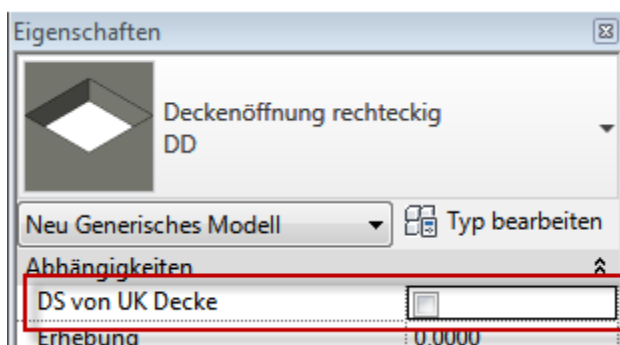 Eigenschaften
Deckenöffnung rechteckig
DD
Neu Generisches Modell
Typ bearbeiten
Abhängigkeiten
DS von UK Decke
Erhebung 0.0000